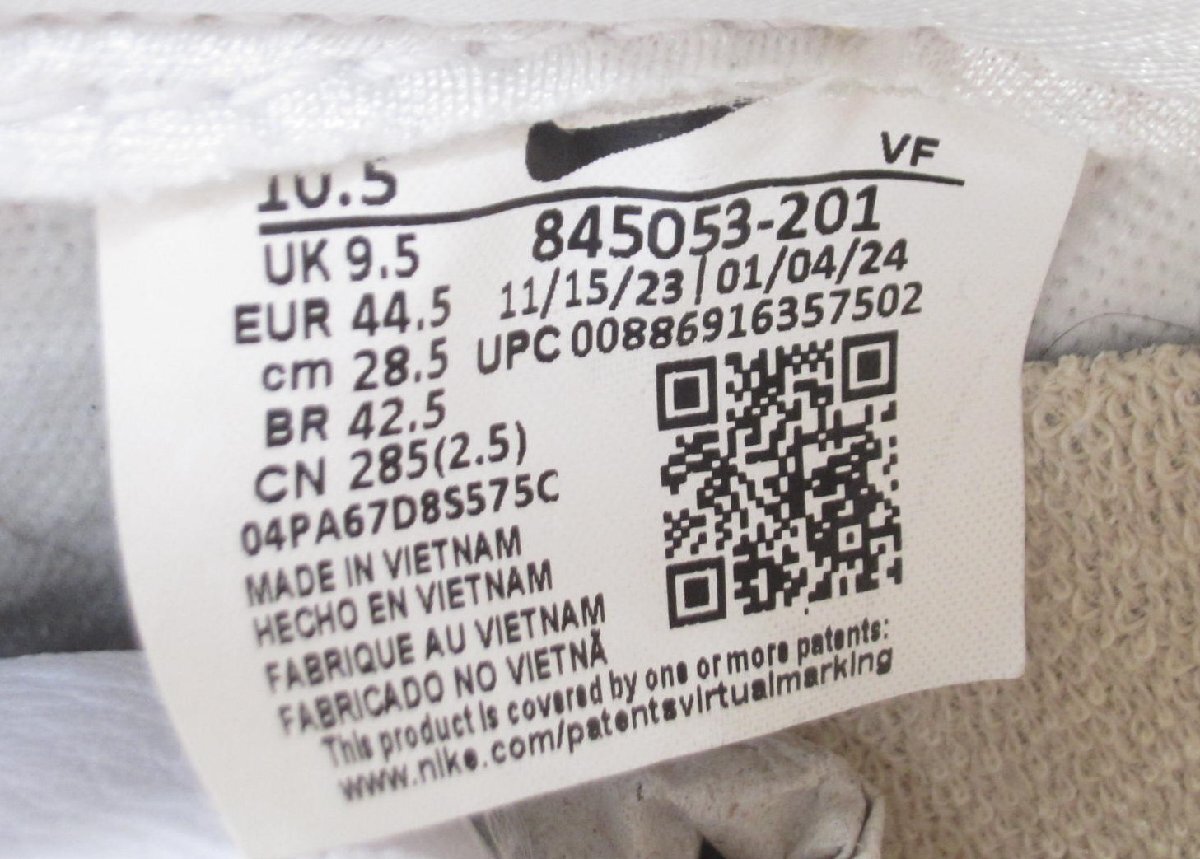 VF
10.5
845053-201
UK 9.5
11/15/23 | 01/04/24
EUR 44.5
UPC 00886916357502
cm 28.5
BR 42.5
CN 285(2.5)
04PA67D8S575C
MADE IN VIETNAM
HECHO EN VIETNAM
FABRIQUE AU VIETNAM
FABRICADO NO VIETNÃ
This product is covered by one or more patents:
www.nike.com/patentsvirtualmarking